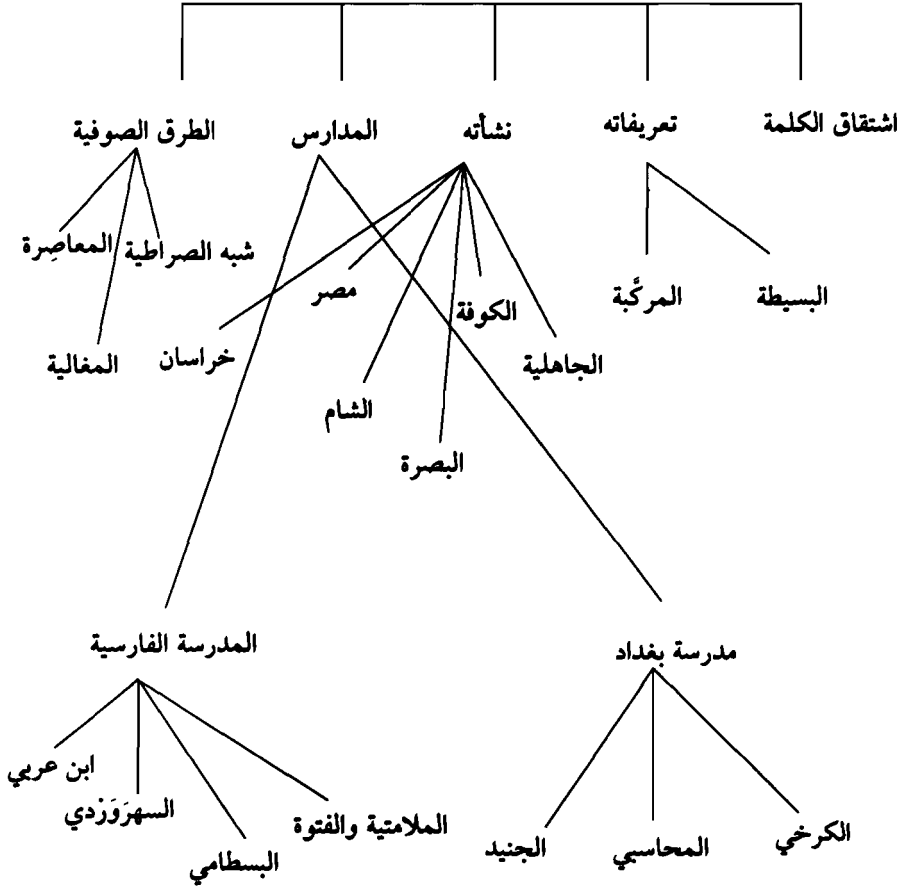 اشتقاق الكلمة
تعريفاته
نشأته
المدارس
الطرق الصوفية
البسيطة
المركَّبة
الجاهلية
الكوفة
البصرة
الشام
مصر
خراسان
شبه الصراطية
المغالية
المعاصِرة
مدرسة بغداد
المدرسة الفارسية
الكرخي
المحاسبي
الجنيد
الملامتية والفتوة
البسطامي
السهرَوَرْدي
ابن عربي